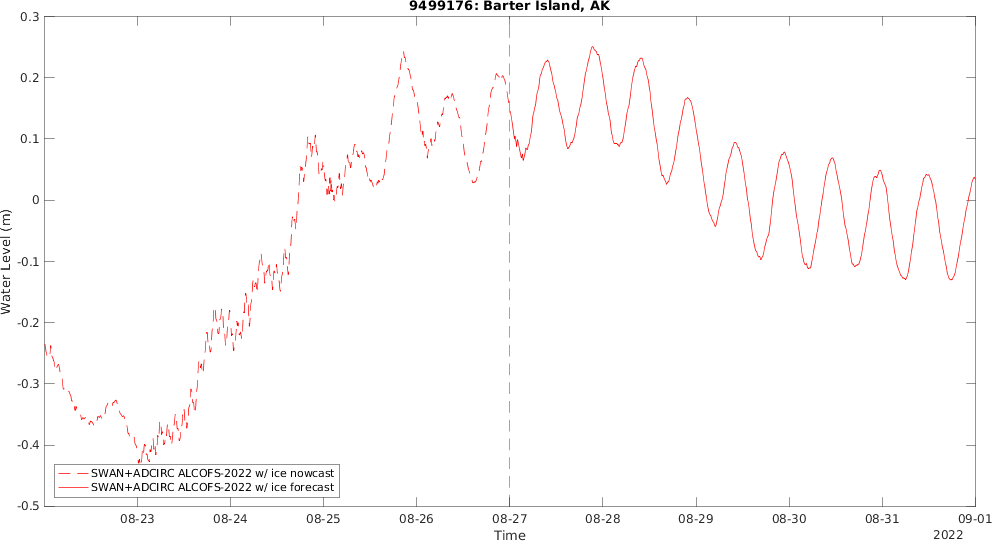 9499176: Barter Island, AK
0.3
0.2
0.1
0
-0.1
-0.2
-0.3
-0.4
-0.5
Water Level (m)
SWAN+ADCIRC ALCOFS-2022 w/ ice nowcast
SWAN+ADCIRC ALCOFS-2022 w/ ice forecast
08-23 08-24 08-25 08-26 08-27 08-28 08-29 08-30 08-31 09-01
Time
2022